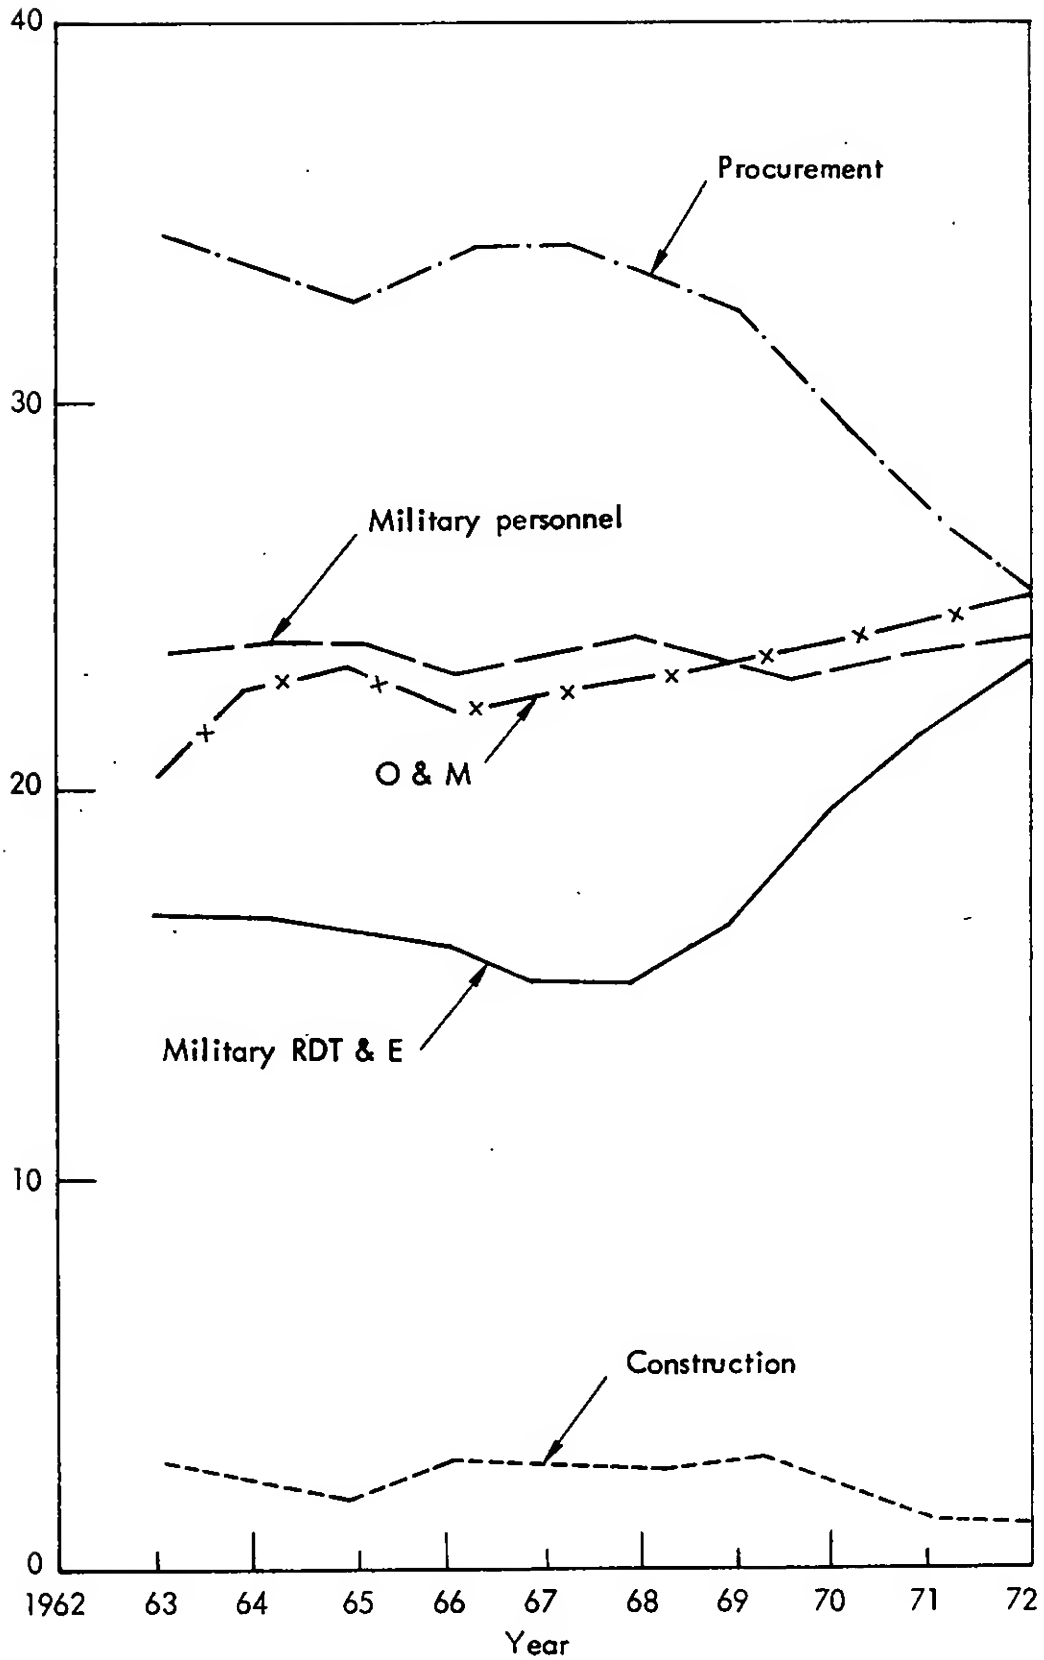 40
Procurement
30
Military personnel
20
O & M
Military RDT & E
10
Construction
0
1962 63 64 65 66 67 68 69 70 71 72
Year